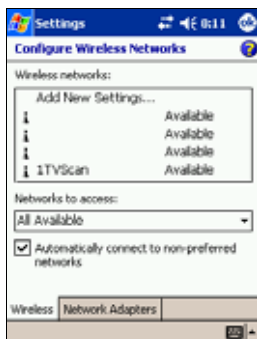 Settings 8:11 ok
Configure Wireless Networks ?
Wireless networks:
Add New Settings...
Available
Available
Available
1TVScan Available
Networks to access:
All Available
Automatically connect to non-preferred
networks
Wireless Network Adapters